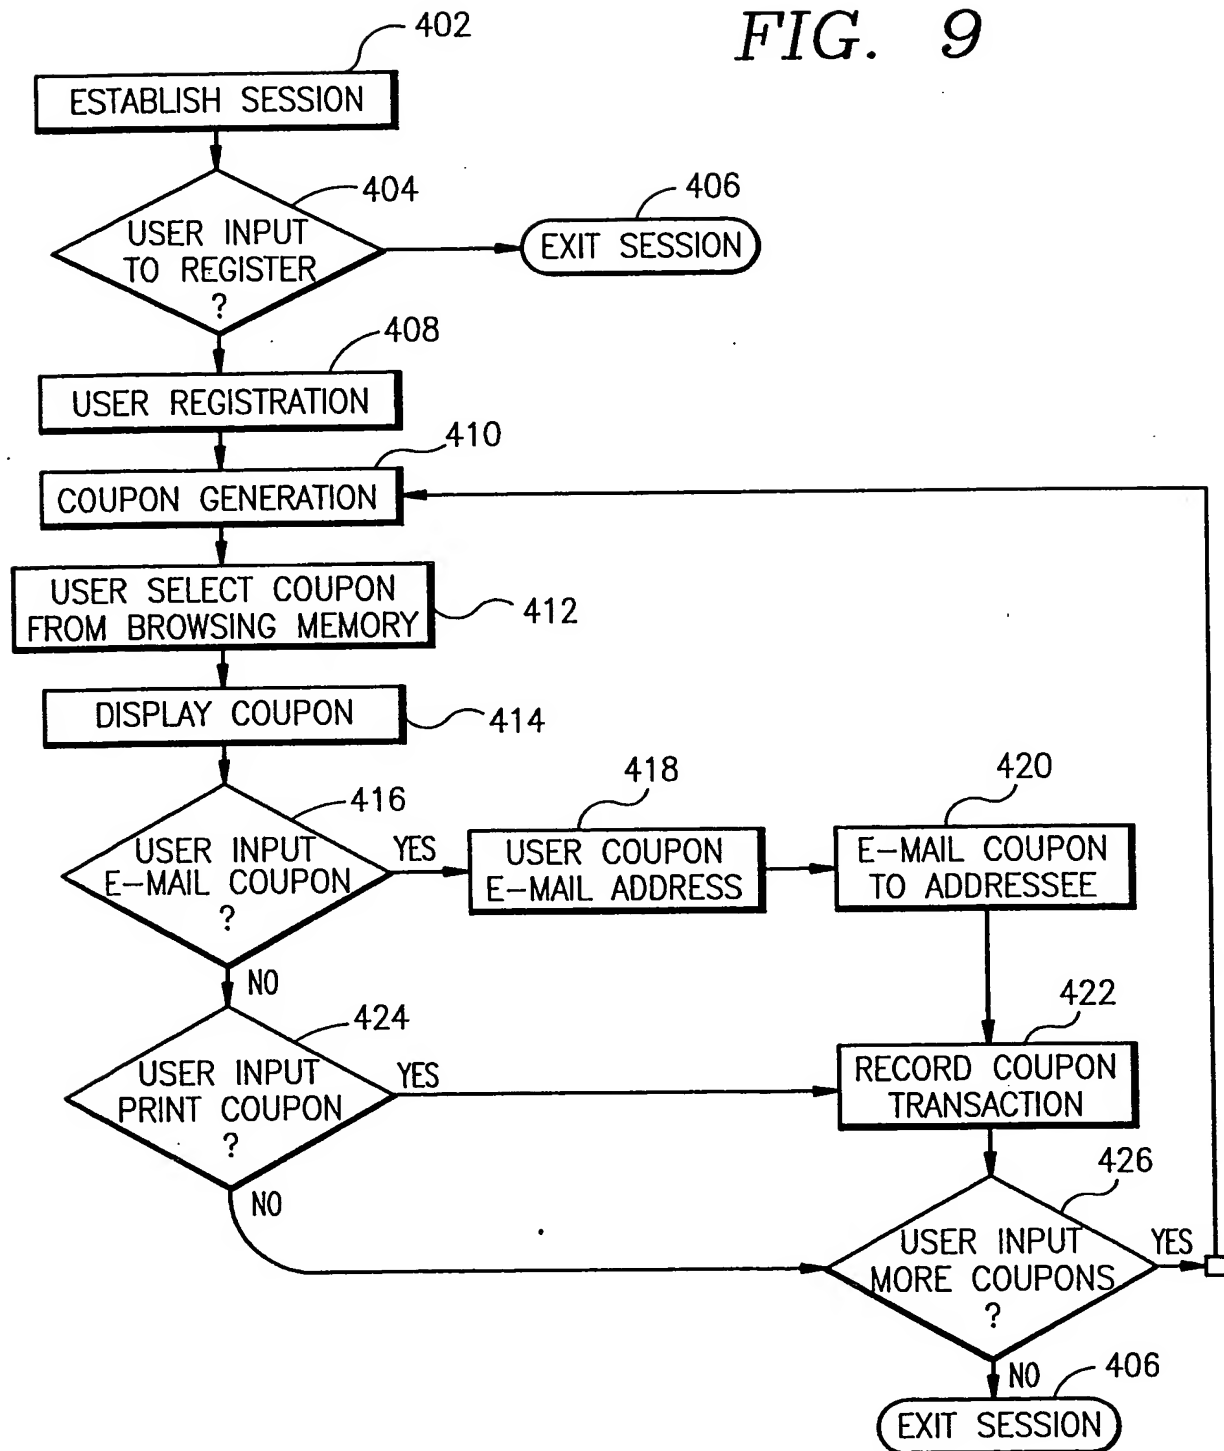 FIG. 9
402
ESTABLISH SESSION
404
USER INPUT
TO REGISTER
?
406
EXIT SESSION
408
USER REGISTRATION
410
COUPON GENERATION
USER SELECT COUPON
FROM BROWSING MEMORY
412
DISPLAY COUPON
414
416
USER INPUT
E-MAIL COUPON
?
YES
418
USER COUPON
E-MAIL ADDRESS
420
E-MAIL COUPON
TO ADDRESSEE
NO
424
USER INPUT
PRINT COUPON
?
YES
422
RECORD COUPON
TRANSACTION
NO
426
USER INPUT
MORE COUPONS
?
YES
NO
406
EXIT SESSION